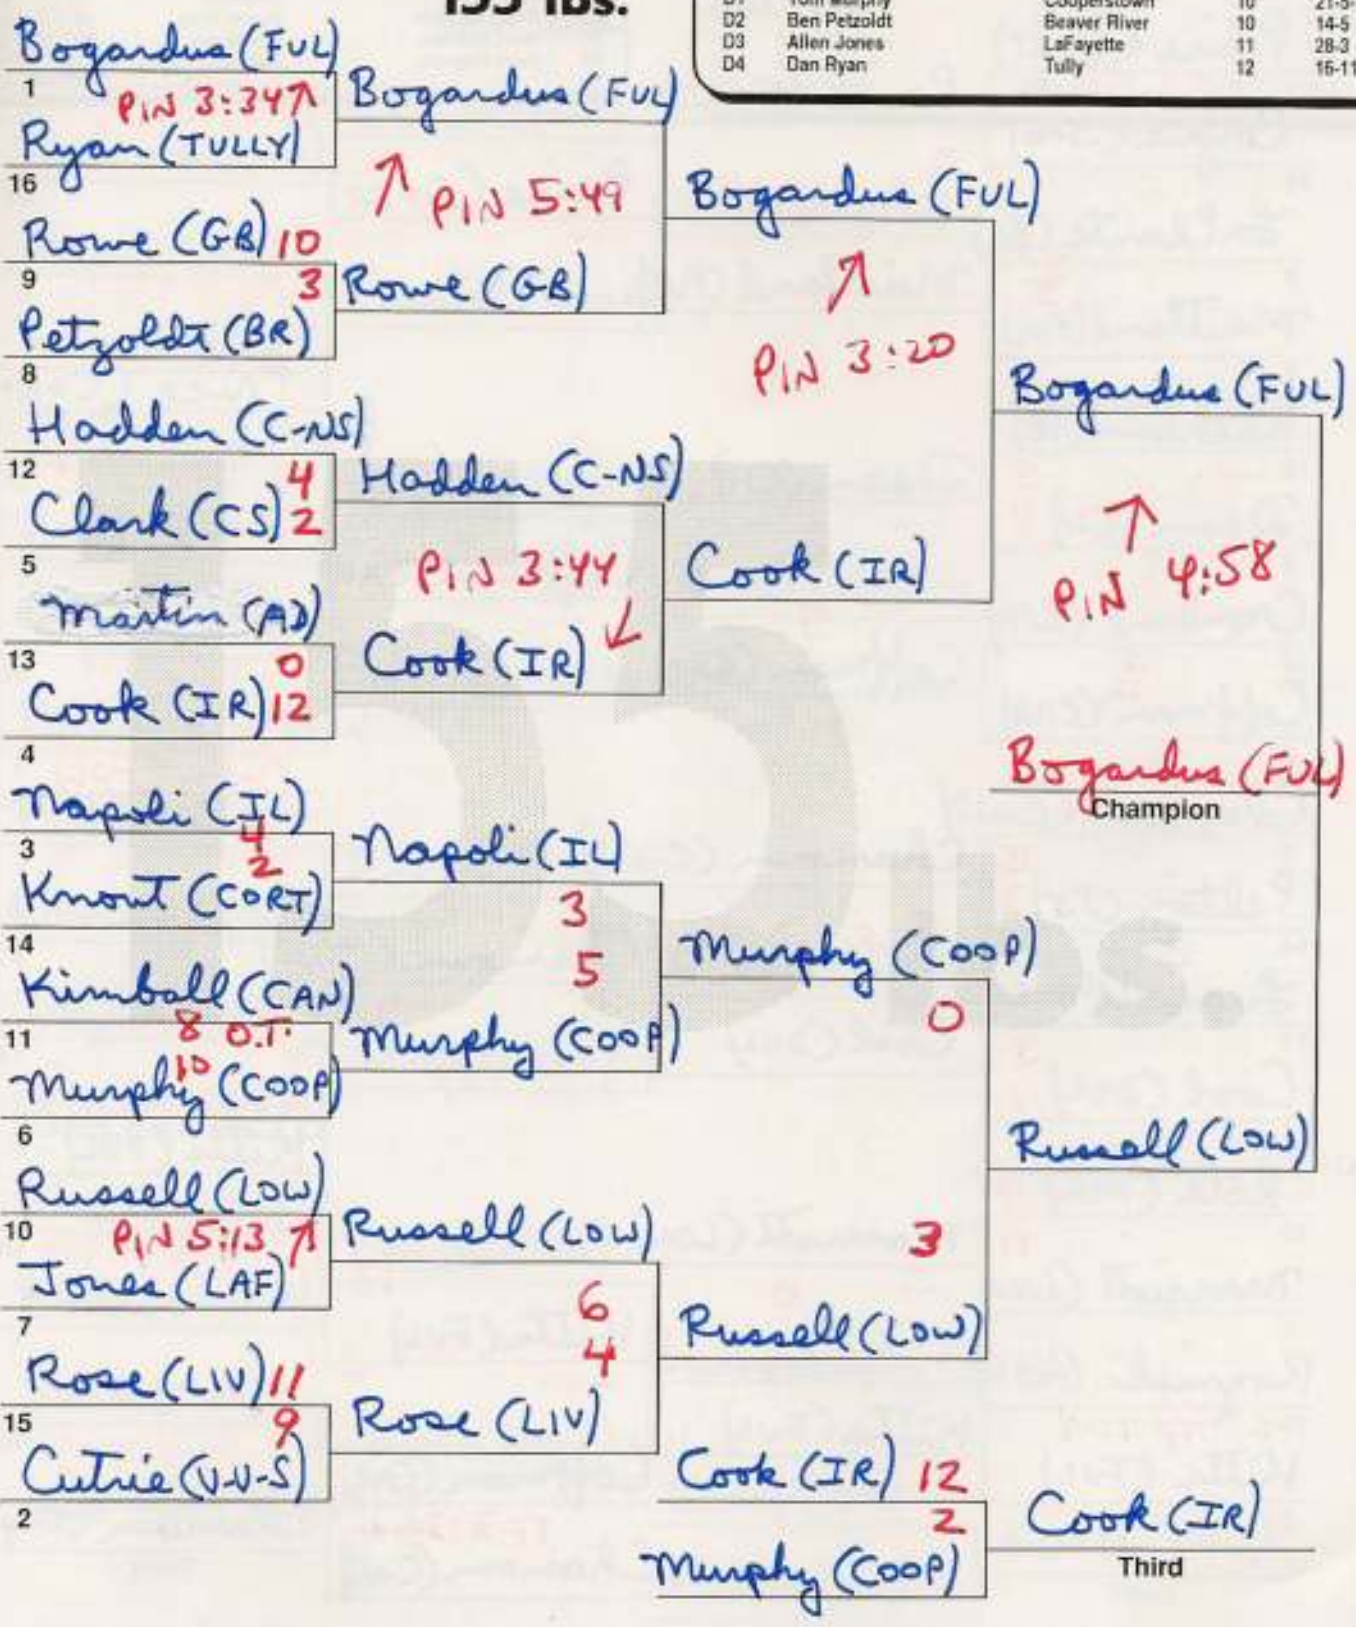 155 lbs.
D1 Tom Murphy Cooperstown 10 21-5-
D2 Ben Petzoldt Beaver River 10 14-5
D3 Allen Jones LaFayette 11 28-3
D4 Dan Ryan Tully 12 16-11
Bogardus (FUL)
1
PIN 3:34↑
Ryan (TULLY)
16
Rowe (GB) 10
9
3
Petzoldt (BR)
8
Hadden (C-NS)
12
4
Clark (CS) 2
5
Martin (AD)
13
0
Cook (IR) 12
4
Napoli (IL)
3
4
2
Knout (CORT)
14
Kimball (CAN)
11
8 O.T.
10
Murphy (COOP)
6
Russell (LOW)
10
PIN 5:13 ↑
Jones (LAF)
7
Rose (LIV) 11
15
9
Cutrie (V-V-S)
2
Bogardus (FUL)
↑ PIN 5:49
Rowe (GB)
Hadden (C-NS)
PIN 3:44
↙
Cook (IR)
Napoli (IL)
3
5
Murphy (COOP)
Russell (LOW)
6
4
Rose (LIV)
Bogardus (FUL)
↑
PIN 3:20
Cook (IR)
Murphy (COOP)
0
3
Russell (LOW)
Bogardus (FUL)
↑
PIN 4:58
Russell (LOW)
Bogardus (FUL)
Champion
Cook (IR) 12
2
Murphy (COOP)
Cook (IR)
Third